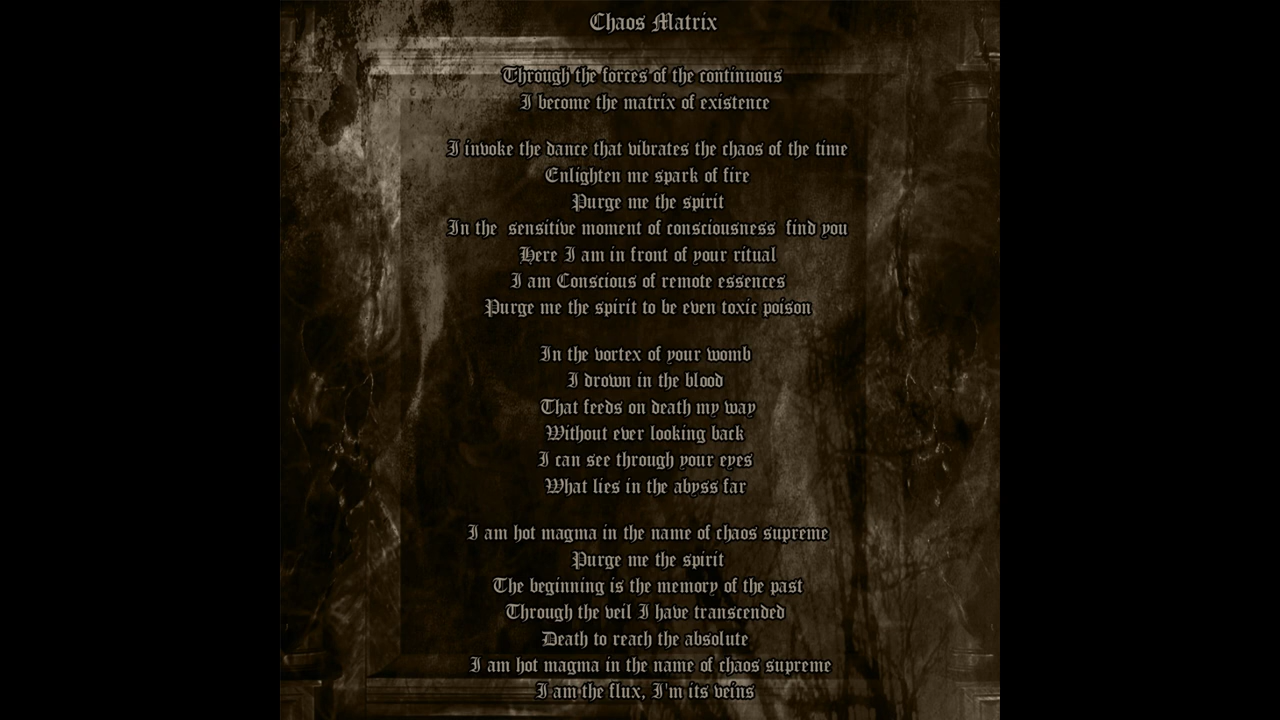 Chaos Matrix
Through the forces of the continuous
I become the matrix of existence
I invoke the dance that vibrates the chaos of the time
Enlighten me spark of fire
Purge me the spirit
In the  sensitive moment of consciousness  find you
Here I am in front of your ritual
I am Conscious of remote essences
Purge me the spirit to be even toxic poison
In the vortex of your womb
I drown in the blood
That feeds on death my way
Without ever looking back
I can see through your eyes
What lies in the abyss far
I am hot magma in the name of chaos supreme
Purge me the spirit
The beginning is the memory of the past
Through the veil I have transcended
Death to reach the absolute
I am hot magma in the name of chaos supreme
I am the flux, I'm its veins